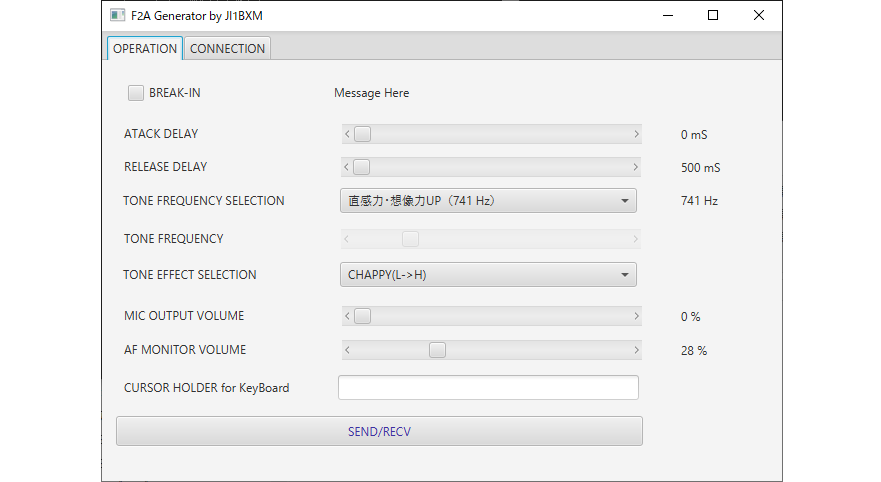 F2A Generator by JI1BXM
OPERATION CONNECTION
BREAK-IN Message Here
ATACK DELAY 0 mS
RELEASE DELAY 500 mS
TONE FREQUENCY SELECTION 直感力・想像力UP（741 Hz） 741 Hz
TONE FREQUENCY
TONE EFFECT SELECTION CHAPPY(L->H)
MIC OUTPUT VOLUME 0 %
AF MONITOR VOLUME 28 %
CURSOR HOLDER for KeyBoard
SEND/RECV